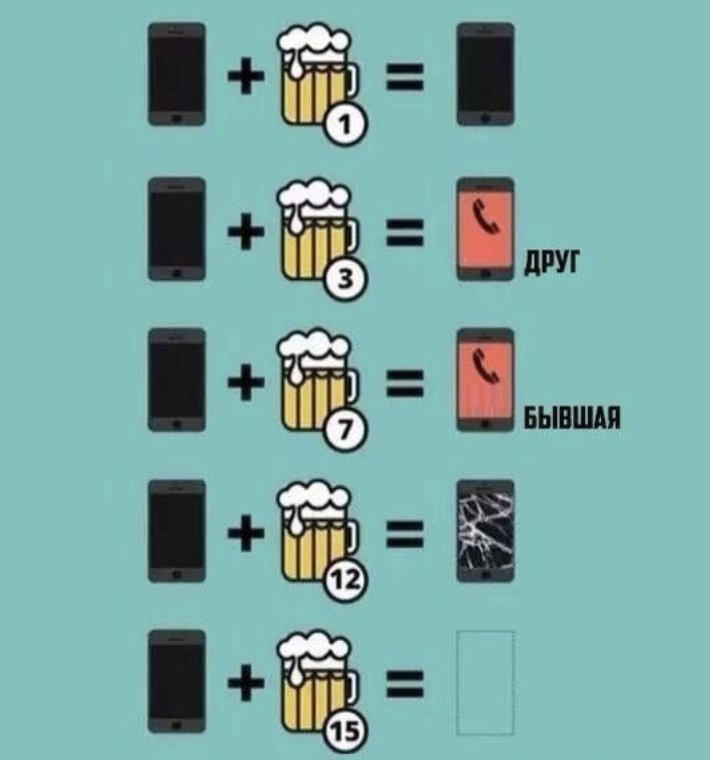 + 1 =
+ 3 = ДРУГ
+ 7 = БЫВШАЯ
+ 12 =
+ 15 =